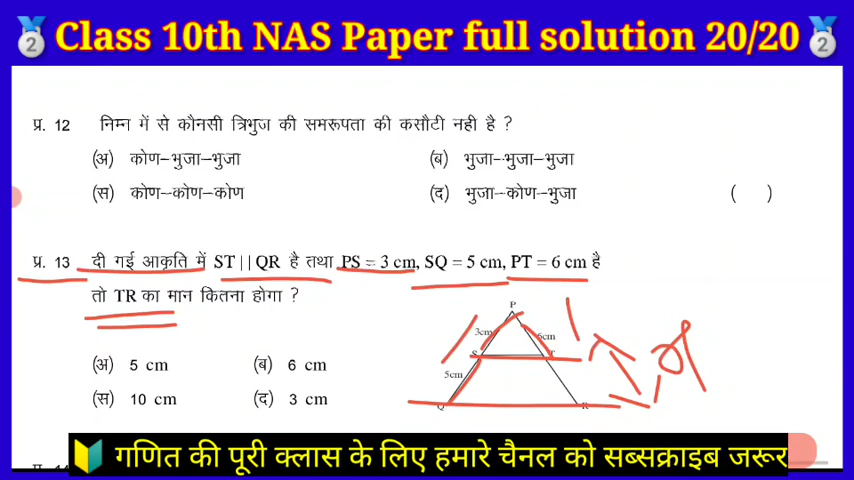 Class 10th NAS Paper full solution 20/20
प्र. 12 निम्न में से कौनसी त्रिभुज की समरूपता की कसौटी नही है ?
(अ) कोण-भुजा-भुजा (ब) भुजा-भुजा-भुजा
(स) कोण-कोण-कोण (द) भुजा-कोण-भुजा ( )
प्र. 13 दी गई आकृति में ST||QR है तथा PS = 3 cm, SQ = 5 cm, PT = 6 cm है
तो TR का मान कितना होगा ?
P
3cm 6cm
S T
(अ) 5 cm (ब) 6 cm
5cm
(स) 10 cm (द) 3 cm
Q R
गणित की पूरी क्लास के लिए हमारे चैनल को सब्सक्राइब जरूर